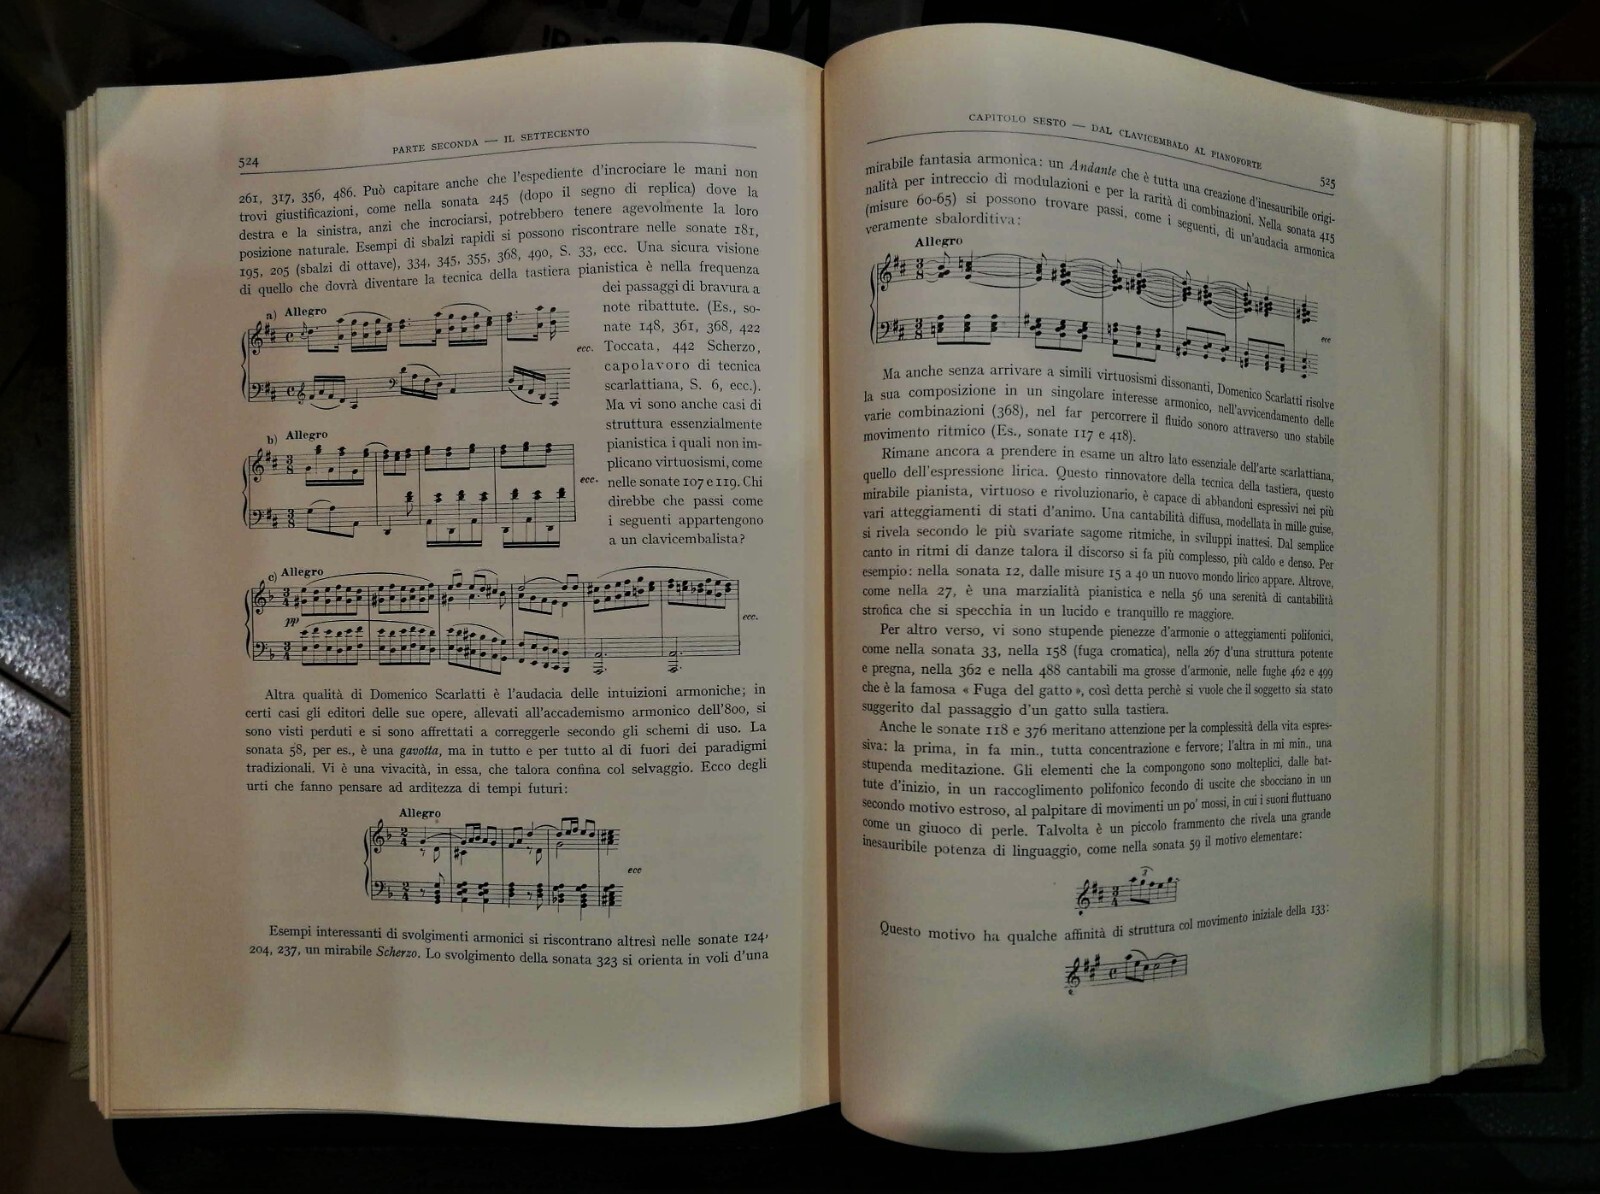 524
PARTE SECONDA — IL SETTECENTO
261, 317, 356, 486. Può capitare anche che l'espediente d'incrociare le mani non
trovi giustificazioni, come nella sonata 245 (dopo il segno di replica) dove la
destra e la sinistra, anzi che incrociarsi, potrebbero tenere agevolmente la loro
posizione naturale. Esempi di sbalzi rapidi si possono riscontrare nelle sonate 181,
195, 205 (sbalzi di ottave), 334, 345, 355, 368, 490, S. 33, ecc. Una sicura visione
di quello che dovrà diventare la tecnica della tastiera pianistica è nella frequenza
dei passaggi di bravura a
note ribattute. (Es., so-
nate 148, 361, 368, 422
Toccata, 442 Scherzo,
capolavoro di tecnica
scarlattiana, S. 6, ecc.).
Ma vi sono anche casi di
struttura essenzialmente
pianistica i quali non im-
plicano virtuosismi, come
nelle sonate 107 e 119. Chi
direbbe che passi come
i seguenti appartengono
a un clavicembalista?
a) Allegro
ecc.
b) Allegro
ecc.
c) Allegro
pp
ecc.
Altra qualità di Domenico Scarlatti è l'audacia delle intuizioni armoniche; in
certi casi gli editori delle sue opere, allevati all'accademismo armonico dell'800, si
sono visti perduti e si sono affrettati a correggerle secondo gli schemi di uso. La
sonata 58, per es., è una gavotta, ma in tutto e per tutto al di fuori dei paradigmi
tradizionali. Vi è una vivacità, in essa, che talora confina col selvaggio. Ecco degli
urti che fanno pensare ad arditezza di tempi futuri:
Allegro
ecc
Esempi interessanti di svolgimenti armonici si riscontrano altresì nelle sonate 124,
204, 237, un mirabile Scherzo. Lo svolgimento della sonata 323 si orienta in voli d'una
CAPITOLO SESTO — DAL CLAVICEMBALO AL PIANOFORTE
525
mirabile fantasia armonica: un Andante che è tutta una creazione d'inesauribile origi-
nalità per intreccio di modulazioni e per la rarità di combinazioni. Nella sonata 415
(misure 60-65) si possono trovare passi, come i seguenti, di un'audacia armonica
veramente sbalorditiva:
Allegro
ecc
Ma anche senza arrivare a simili virtuosismi dissonanti, Domenico Scarlatti risolve
la sua composizione in un singolare interesse armonico, nell'avvicendamento delle
varie combinazioni (368), nel far percorrere il fluido sonoro attraverso uno stabile
movimento ritmico (Es., sonate 117 e 418).
Rimane ancora a prendere in esame un altro lato essenziale dell'arte scarlattiana,
quello dell'espressione lirica. Questo rinnovatore della tecnica della tastiera, questo
mirabile pianista, virtuoso e rivoluzionario, è capace di abbandoni espressivi nei più
vari atteggiamenti di stati d'animo. Una cantabilità diffusa, modellata in mille guise,
si rivela secondo le più svariate sagome ritmiche, in sviluppi inattesi. Dal semplice
canto in ritmi di danze talora il discorso si fa più complesso, più caldo e denso. Per
esempio: nella sonata 12, dalle misure 15 a 40 un nuovo mondo lirico appare. Altrove,
come nella 27, è una marzialità pianistica e nella 56 una serenità di cantabilità
strofica che si specchia in un lucido e tranquillo re maggiore.
Per altro verso, vi sono stupende pienezze d'armonie o atteggiamenti polifonici,
come nella sonata 33, nella 158 (fuga cromatica), nella 267 d'una struttura potente
e pregna, nella 362 e nella 488 cantabili ma grosse d'armonie, nelle fughe 462 e 499
che è la famosa « Fuga del gatto », così detta perchè si vuole che il soggetto sia stato
suggerito dal passaggio d'un gatto sulla tastiera.
Anche le sonate 118 e 376 meritano attenzione per la complessità della vita espres-
siva: la prima, in fa min., tutta concentrazione e fervore; l'altra in mi min., una
stupenda meditazione. Gli elementi che la compongono sono molteplici, dalle bat-
tute d'inizio, in un raccoglimento polifonico fecondo di uscite che sbocciano in un
secondo motivo estroso, al palpitare di movimenti un po' mossi, in cui i suoni fluttuano
come un giuoco di perle. Talvolta è un piccolo frammento che rivela una grande
inesauribile potenza di linguaggio, come nella sonata 59 il motivo elementare:
Questo motivo ha qualche affinità di struttura col movimento iniziale della 133: